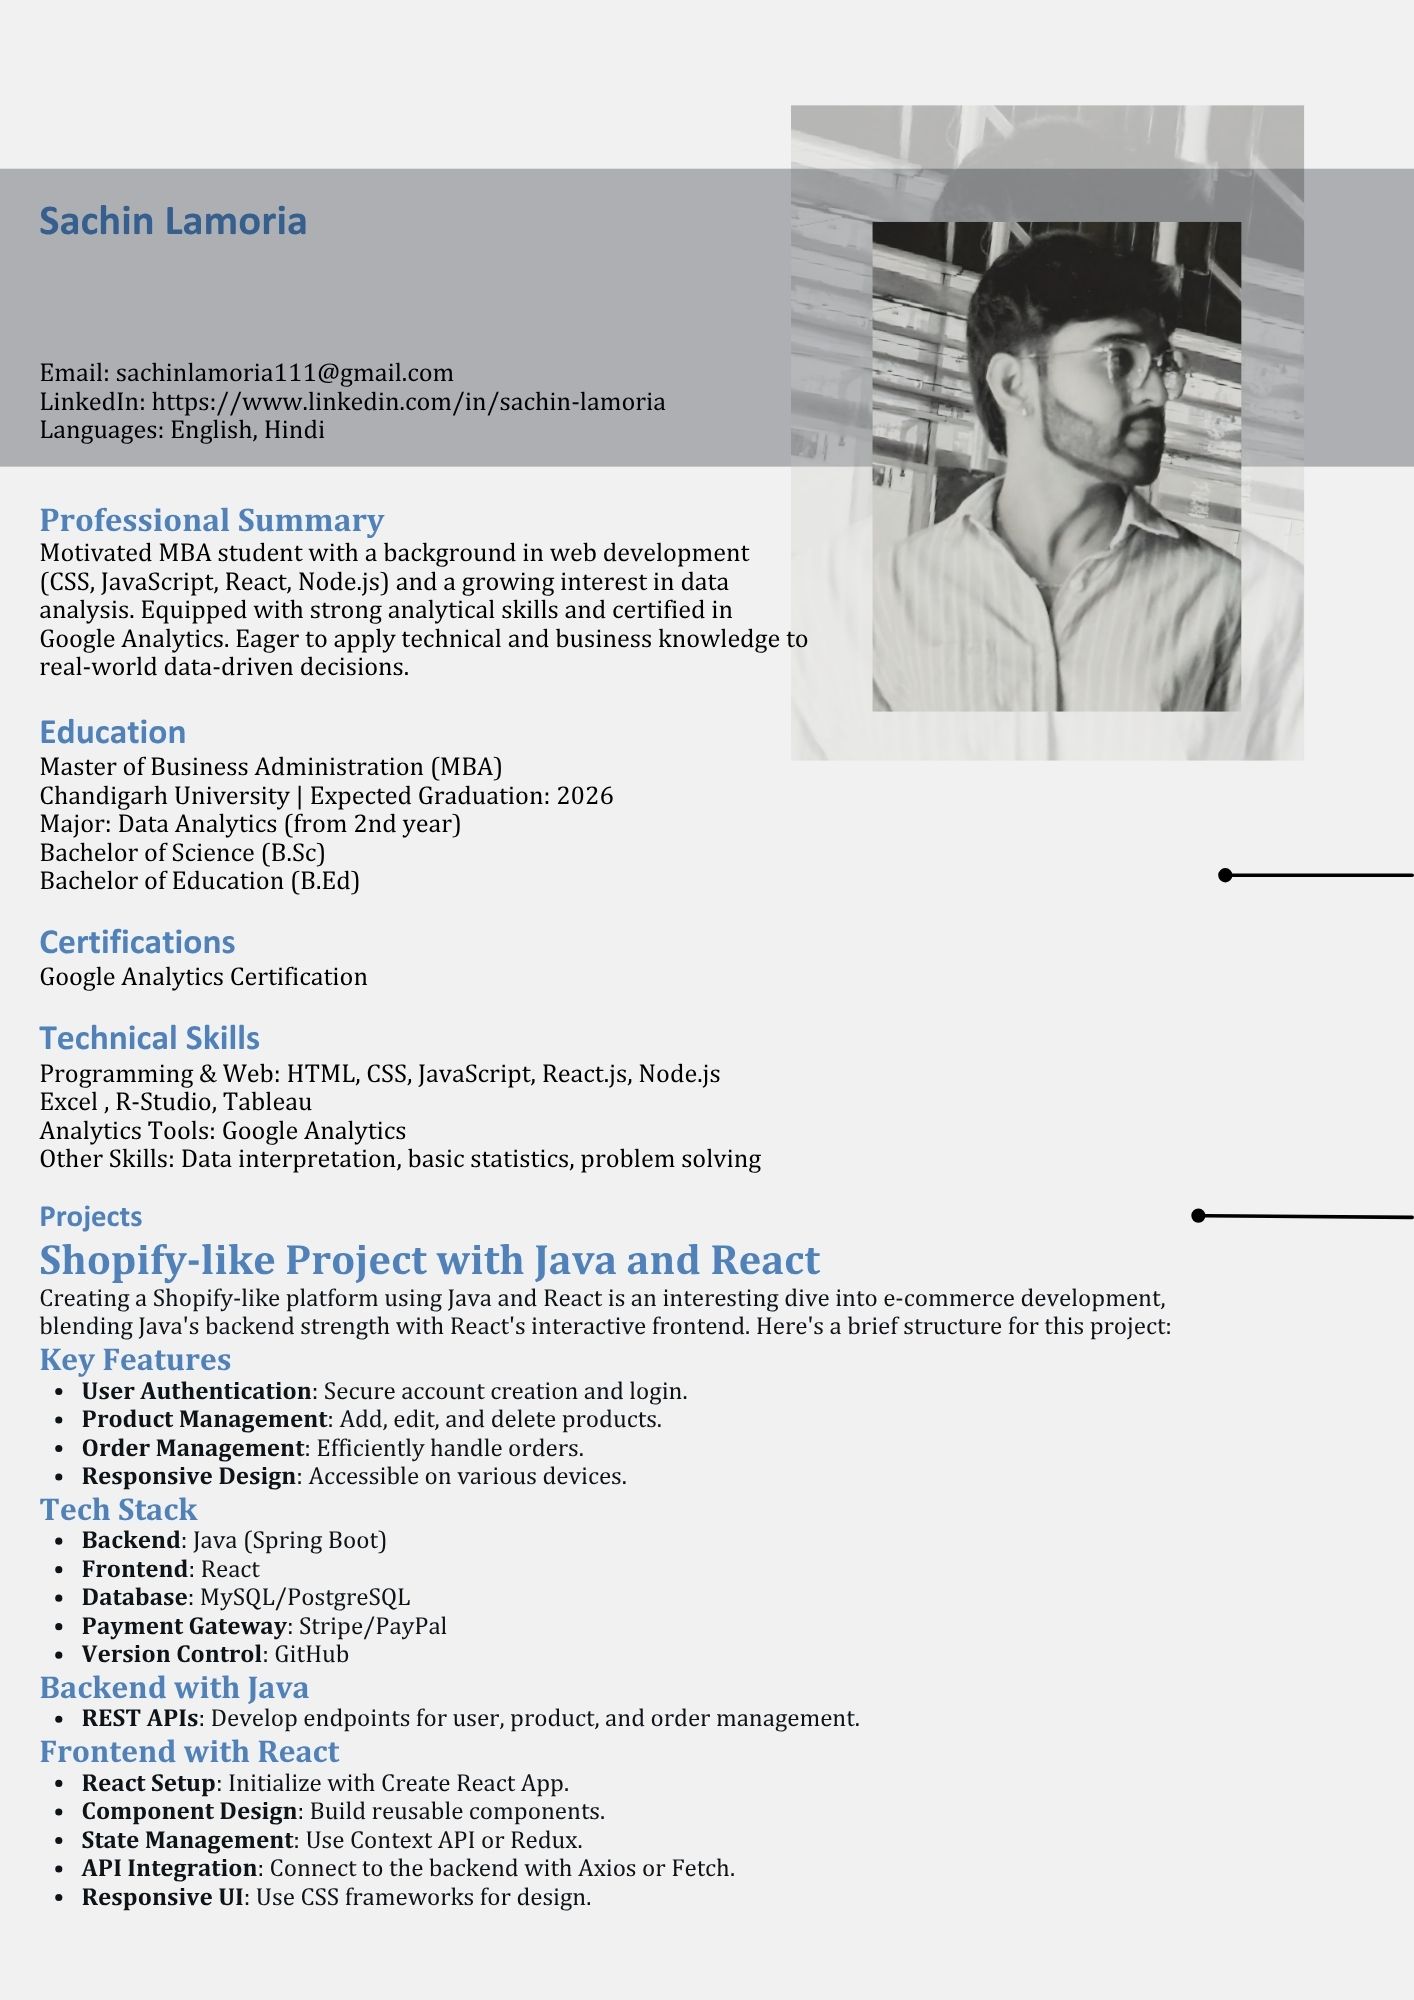 Sachin Lamoria
Email: sachinlamoria111@gmail.com
LinkedIn: https://www.linkedin.com/in/sachin-lamoria
Languages: English, Hindi
Professional Summary
Motivated MBA student with a background in web development
(CSS, JavaScript, React, Node.js) and a growing interest in data
analysis. Equipped with strong analytical skills and certified in
Google Analytics. Eager to apply technical and business knowledge to
real-world data-driven decisions.
Education
Master of Business Administration (MBA)
Chandigarh University | Expected Graduation: 2026
Major: Data Analytics (from 2nd year)
Bachelor of Science (B.Sc)
Bachelor of Education (B.Ed)
Certifications
Google Analytics Certification
Technical Skills
Programming & Web: HTML, CSS, JavaScript, React.js, Node.js
Excel , R-Studio, Tableau
Analytics Tools: Google Analytics
Other Skills: Data interpretation, basic statistics, problem solving
Projects
Shopify-like Project with Java and React
Creating a Shopify-like platform using Java and React is an interesting dive into e-commerce development,
blending Java's backend strength with React's interactive frontend. Here's a brief structure for this project:
Key Features
• User Authentication: Secure account creation and login.
• Product Management: Add, edit, and delete products.
• Order Management: Efficiently handle orders.
• Responsive Design: Accessible on various devices.
Tech Stack
• Backend: Java (Spring Boot)
• Frontend: React
• Database: MySQL/PostgreSQL
• Payment Gateway: Stripe/PayPal
• Version Control: GitHub
Backend with Java
• REST APIs: Develop endpoints for user, product, and order management.
Frontend with React
• React Setup: Initialize with Create React App.
• Component Design: Build reusable components.
• State Management: Use Context API or Redux.
• API Integration: Connect to the backend with Axios or Fetch.
• Responsive UI: Use CSS frameworks for design.